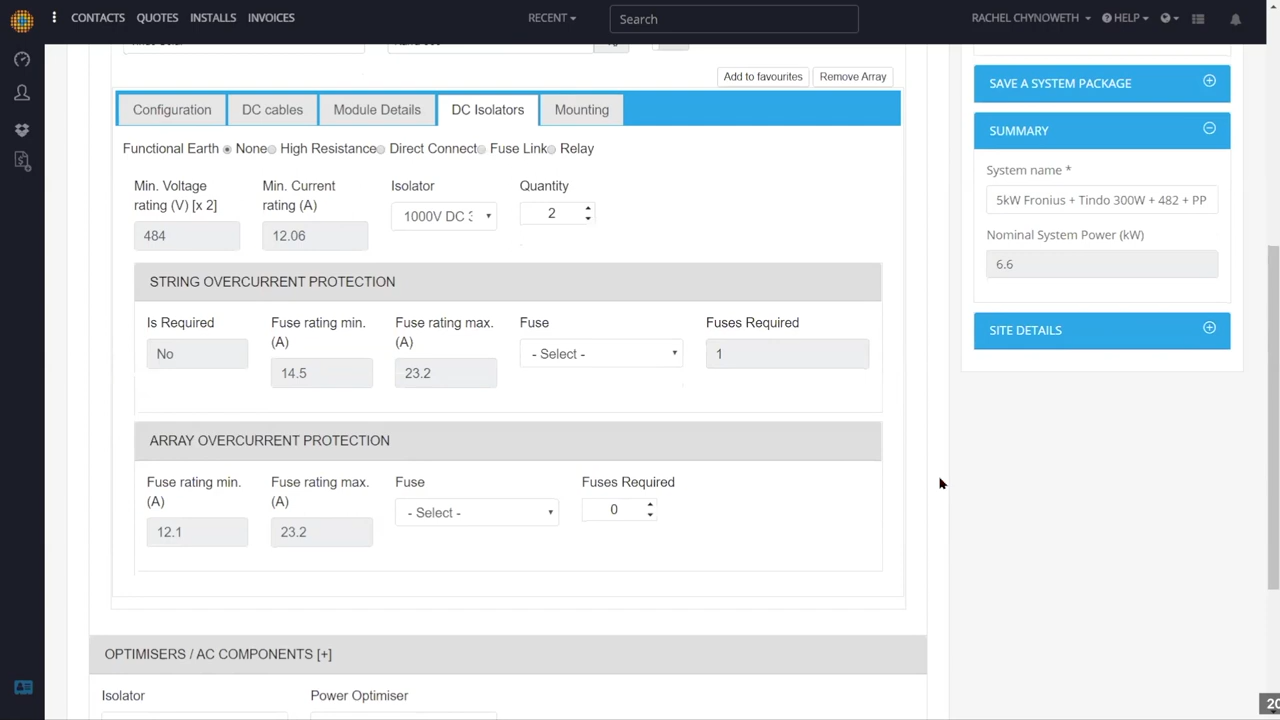 CONTACTS QUOTES INSTALLS INVOICES RECENT Search RACHEL CHYNOWETH HELP
Add to favourites Remove Array
Configuration DC cables Module Details DC Isolators Mounting
Functional Earth None High Resistance Direct Connect Fuse Link Relay
Min. Voltage rating (V) [x 2]
Min. Current rating (A)
Isolator
Quantity
484
12.06
1000V DC
2
STRING OVERCURRENT PROTECTION
Is Required
Fuse rating min. (A)
Fuse rating max. (A)
Fuse
Fuses Required
No
14.5
23.2
- Select -
1
ARRAY OVERCURRENT PROTECTION
Fuse rating min. (A)
Fuse rating max. (A)
Fuse
Fuses Required
12.1
23.2
- Select -
0
OPTIMISERS / AC COMPONENTS [+]
Isolator
Power Optimiser
SAVE A SYSTEM PACKAGE
SUMMARY
System name *
5kW Fronius + Tindo 300W + 482 + PP
Nominal System Power (kW)
6.6
SITE DETAILS
20